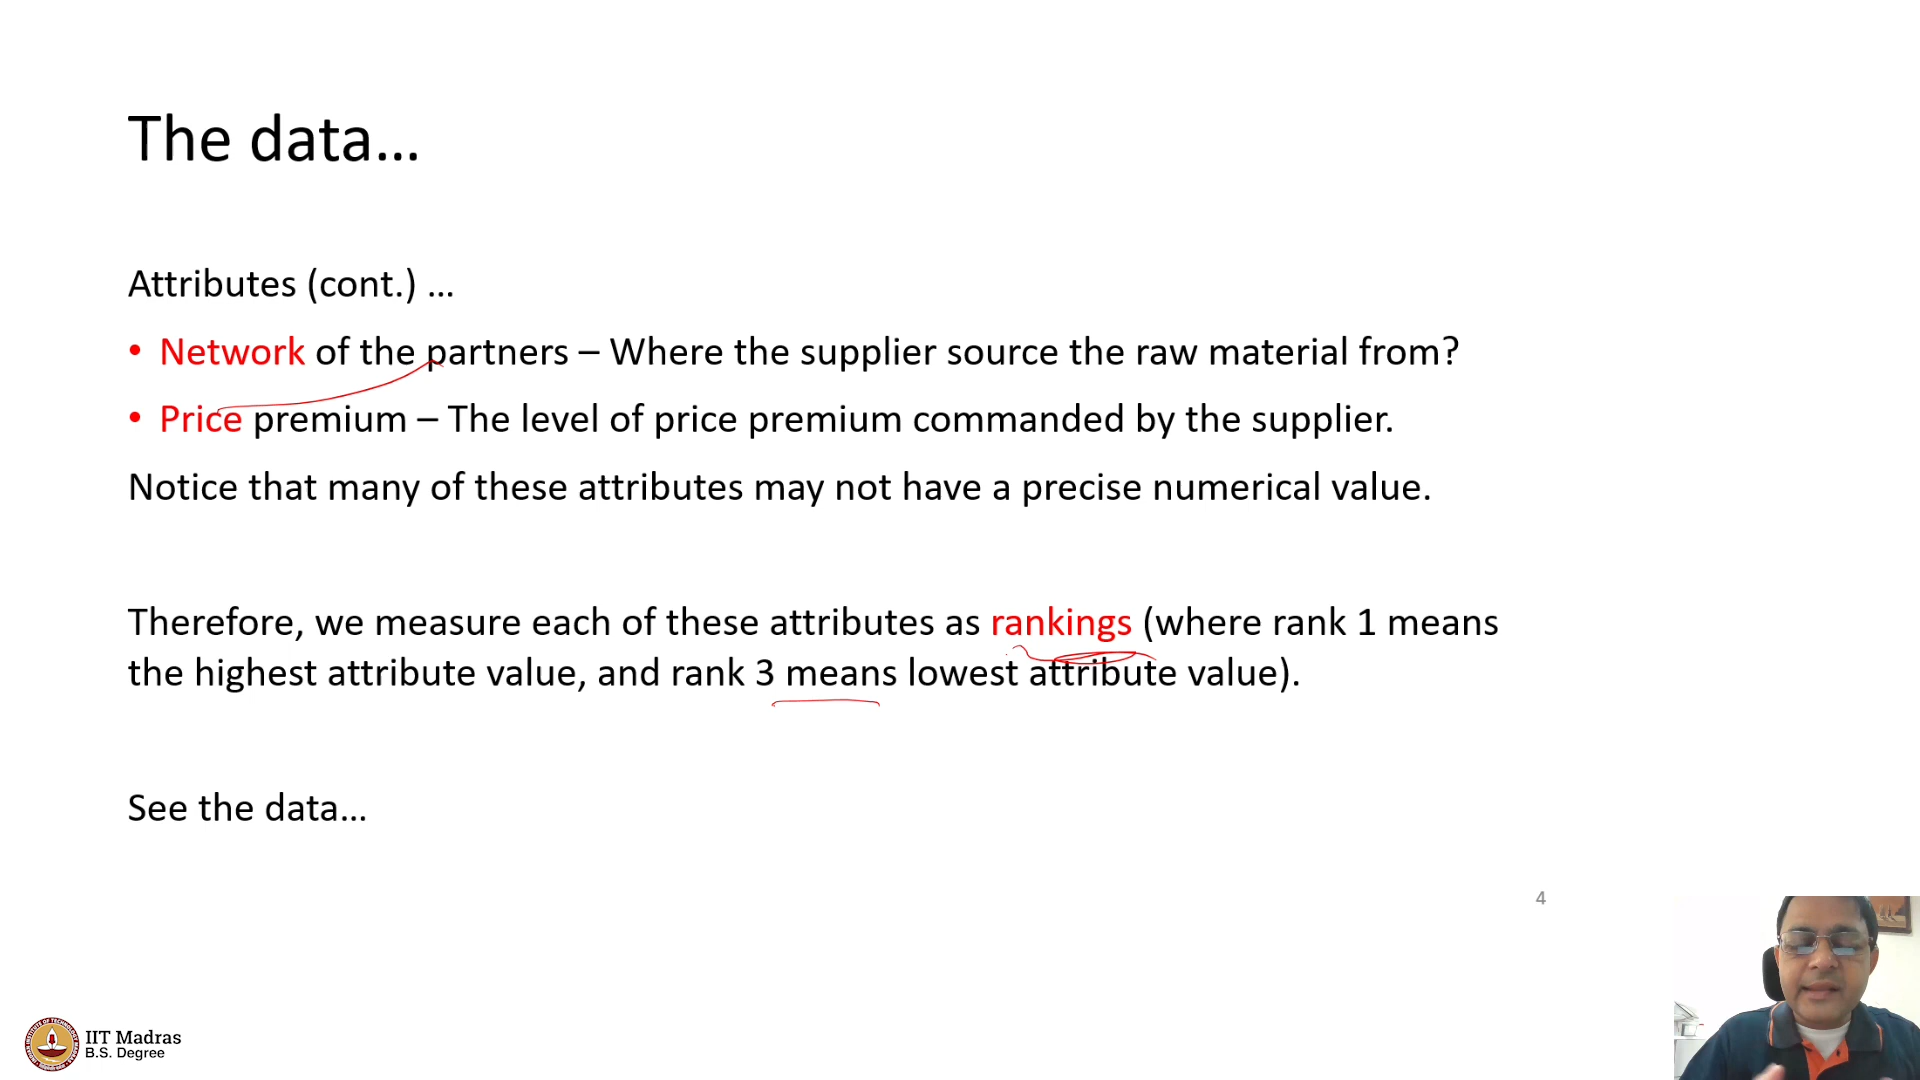 The data...
Attributes (cont.) ...
• Network of the partners – Where the supplier source the raw material from?
• Price premium – The level of price premium commanded by the supplier.
Notice that many of these attributes may not have a precise numerical value.
Therefore, we measure each of these attributes as rankings (where rank 1 means
the highest attribute value, and rank 3 means lowest attribute value).
See the data...
4
IIT Madras
B.S. Degree